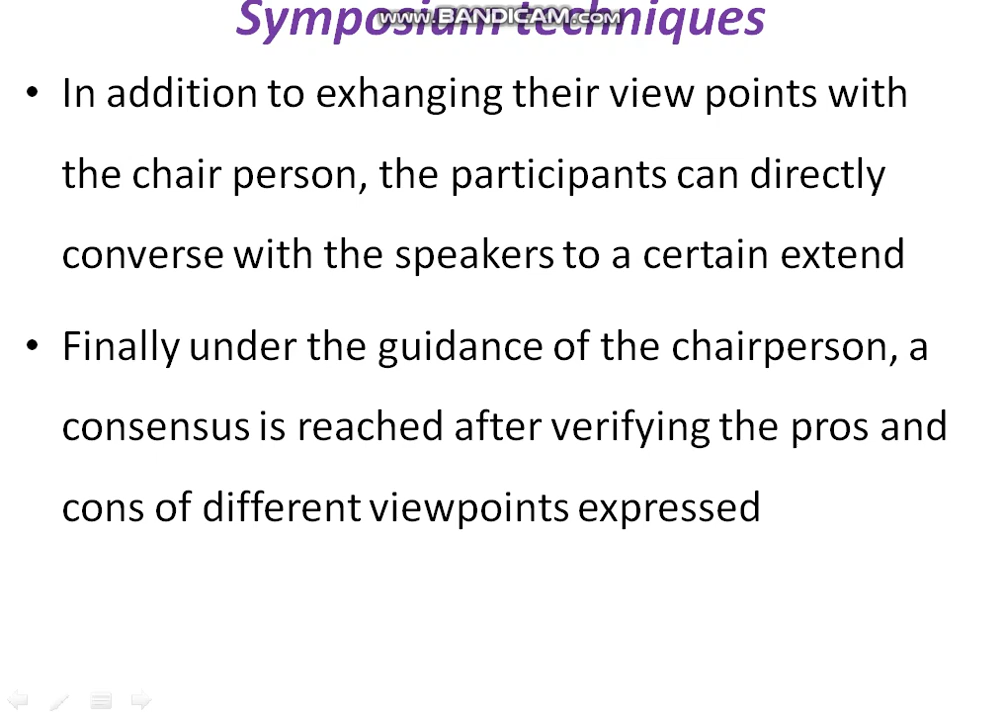 Symposium techniques
www.BANDICAM.com
• In addition to exhanging their view points with
the chair person, the participants can directly
converse with the speakers to a certain extend
• Finally under the guidance of the chairperson, a
consensus is reached after verifying the pros and
cons of different viewpoints expressed